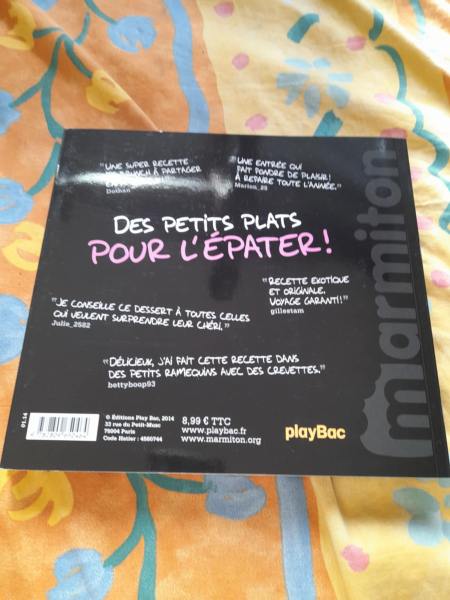 "UNE SUPER RECETTE
BRUNCH À PARTAGER
Dothan
"UNE ENTRÉE QUI
FAIT FONDRE DE PLAISIR !
À REFAIRE TOUTE L'ANNÉE."
Marion_25
DES PETITS PLATS
POUR L'ÉPATER !
"RECETTE EXOTIQUE
ET ORIGINALE,
VOYAGE GARANTI !"
gillestam
"JE CONSEILLE CE DESSERT À TOUTES CELLES
QUI VEULENT SURPRENDRE LEUR CHÉRI."
Julie_2582
"DÉLICIEUX, J'AI FAIT CETTE RECETTE DANS
DES PETITS RAMEQUINS AVEC DES CREVETTES."
bettyboop93
marmiton
01.14
© Éditions Play Bac, 2014
33 rue du Petit-Musc
75004 Paris
Code Hatier : 4560744
8,99 € TTC
www.playbac.fr
www.marmiton.org
playBac